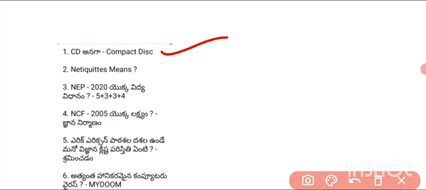 1. CD అనగా - Compact Disc
2. Netiquittes Means ?
3. NEP - 2020 యొక్క విద్య
విధానం ? - 5+3+3+4
4. NCF - 2005 యొక్క లక్ష్యం ? -
జ్ఞాన నిర్మాణం
5. ఎరిక్ ఎరిక్సన్ పాఠశాల దశల ఉండే
మనో విజ్ఞాన క్లిష్ట పరిస్థితి ఏంటి ? -
శ్రమించడం
6. అత్యంత హానికరమైన కంప్యూటరు
వైరస్ ? - MYDOOM